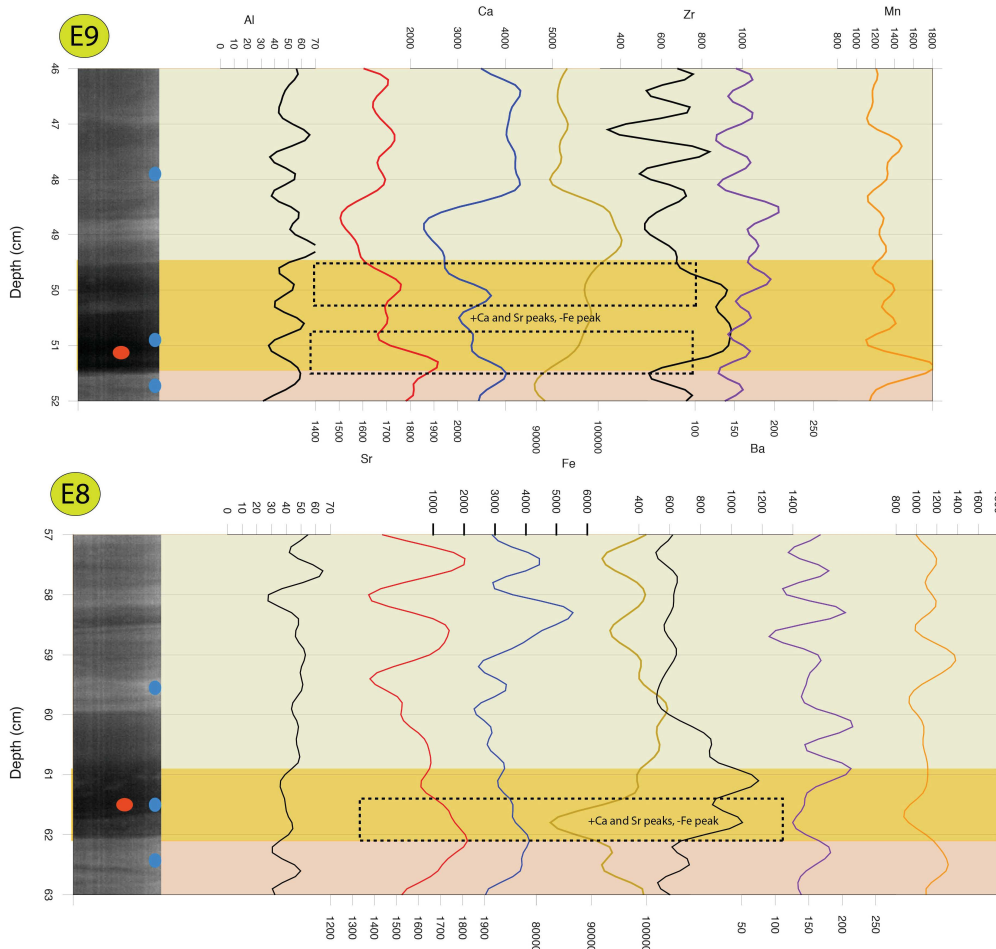 E9
Al
Ca
Zr
Mn
0 10 20 30 40 50 60 70
2000 3000 4000 5000
400 600 800 1000
800 1000 1200 1400 1600 1800
Depth (cm)
46
47
48
49
50
51
52
+Ca and Sr peaks, -Fe peak
1400 1500 1600 1700 1800 1900 2000
90000 100000
100 150 200 250
Sr
Fe
Ba
E8
0 10 20 30 40 50 60 70
1000 2000 3000 4000 5000 6000
400 600 800 1000 1200 1400
800 1000 1200 1400 1600 1800
Depth (cm)
57
58
59
60
61
62
63
+Ca and Sr peaks, -Fe peak
1200 1300 1400 1500 1600 1700 1800 1900
80000 90000 100000
50 100 150 200 250